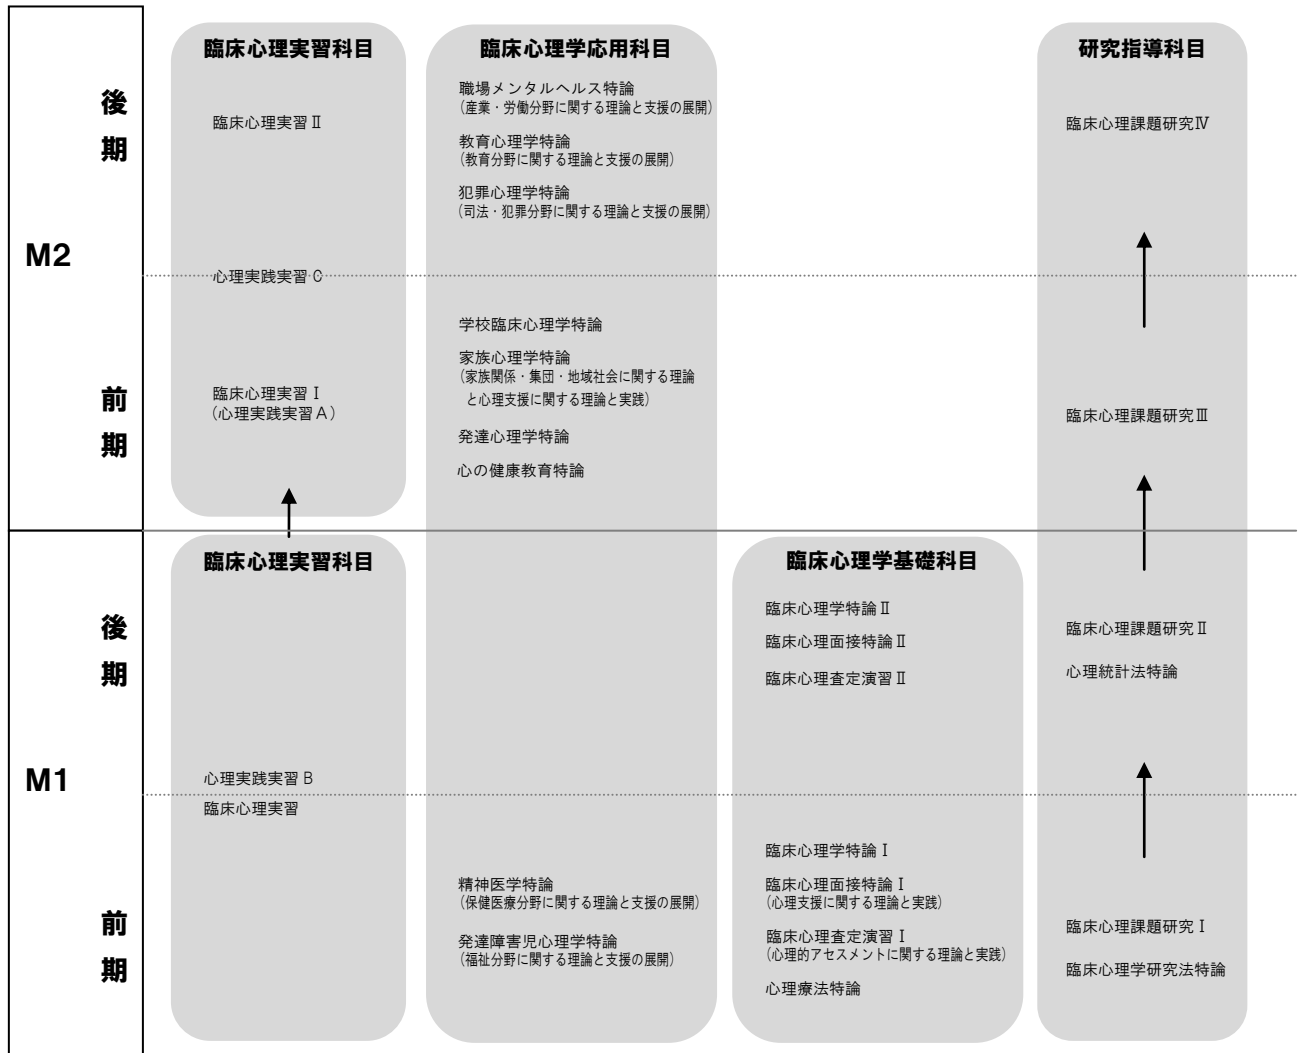 M2
後期
前期
臨床心理実習科目
臨床心理実習Ⅱ
心理実践実習C
臨床心理実習Ⅰ
(心理実践実習A)
臨床心理学応用科目
職場メンタルヘルス特論
(産業・労働分野に関する理論と支援の展開)
教育心理学特論
(教育分野に関する理論と支援の展開)
犯罪心理学特論
(司法・犯罪分野に関する理論と支援の展開)
学校臨床心理学特論
家族心理学特論
(家族関係・集団・地域社会に関する理論
と心理支援に関する理論と実践)
発達心理学特論
心の健康教育特論
研究指導科目
臨床心理課題研究Ⅳ
臨床心理課題研究Ⅲ
M1
後期
前期
臨床心理実習科目
心理実践実習B
臨床心理実習
精神医学特論
(保健医療分野に関する理論と支援の展開)
発達障害児心理学特論
(福祉分野に関する理論と支援の展開)
臨床心理学基礎科目
臨床心理学特論Ⅱ
臨床心理面接特論Ⅱ
臨床心理査定演習Ⅱ
臨床心理学特論Ⅰ
臨床心理面接特論Ⅰ
(心理支援に関する理論と実践)
臨床心理査定演習Ⅰ
(心理的アセスメントに関する理論と実践)
心理療法特論
臨床心理課題研究Ⅱ
心理統計法特論
臨床心理課題研究Ⅰ
臨床心理学研究法特論